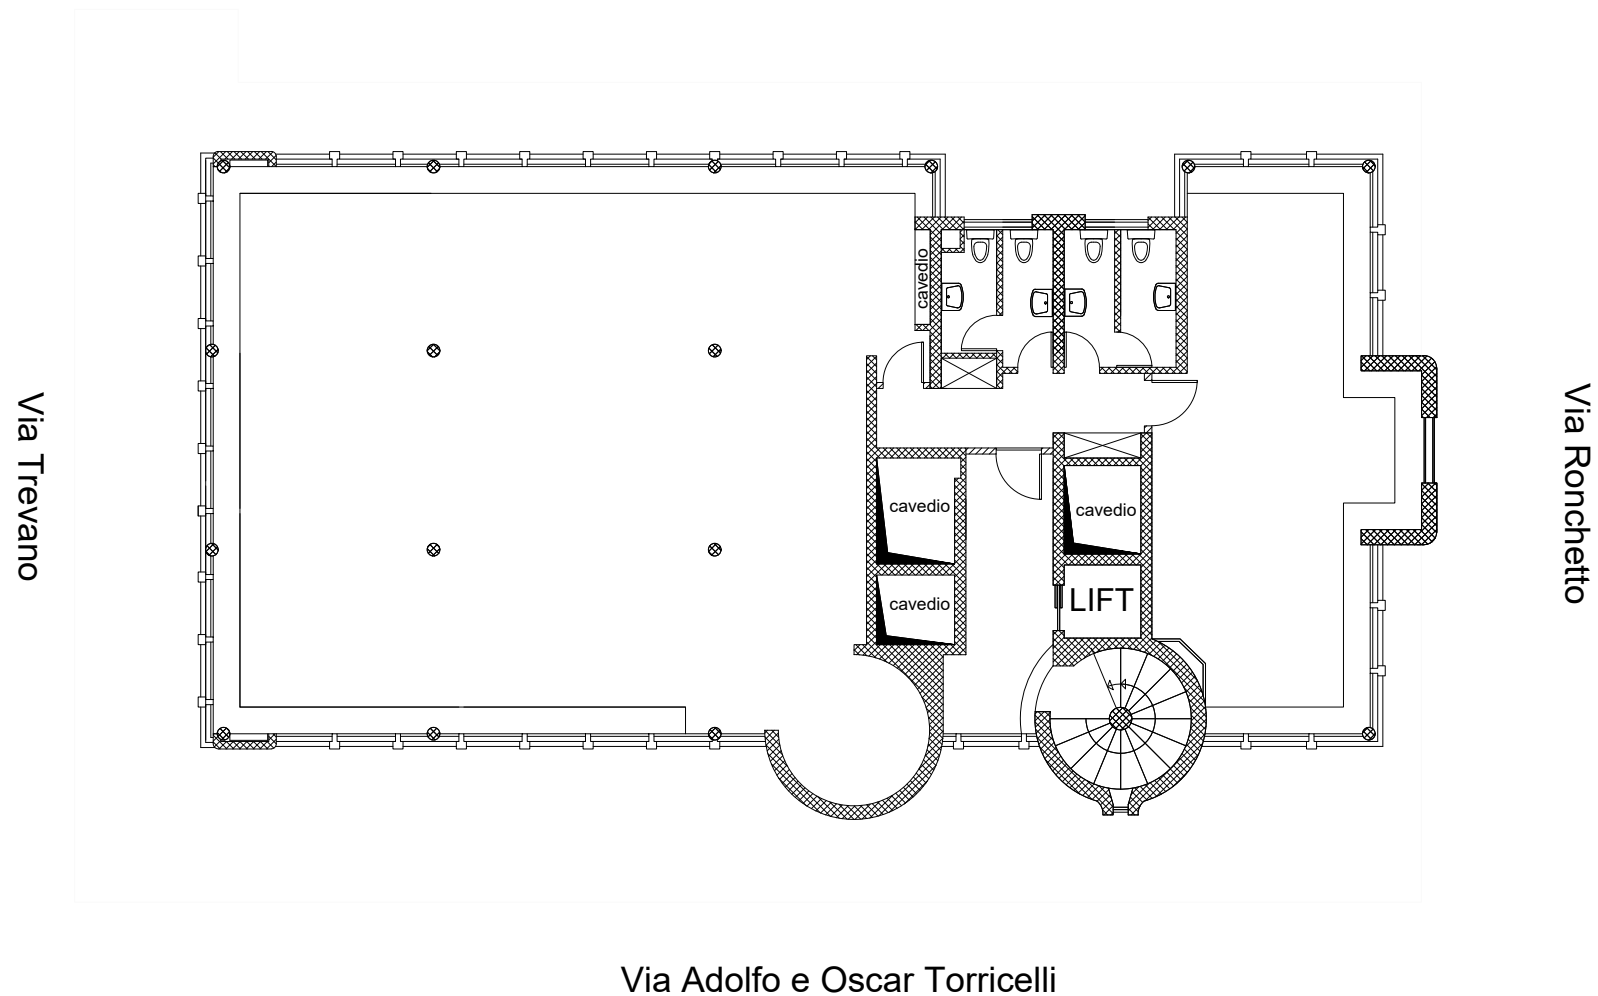 cavedio
Via Trevano
Via Ronchetto
cavedio
cavedio
LIFT
cavedio
Via Adolfo e Oscar Torricelli